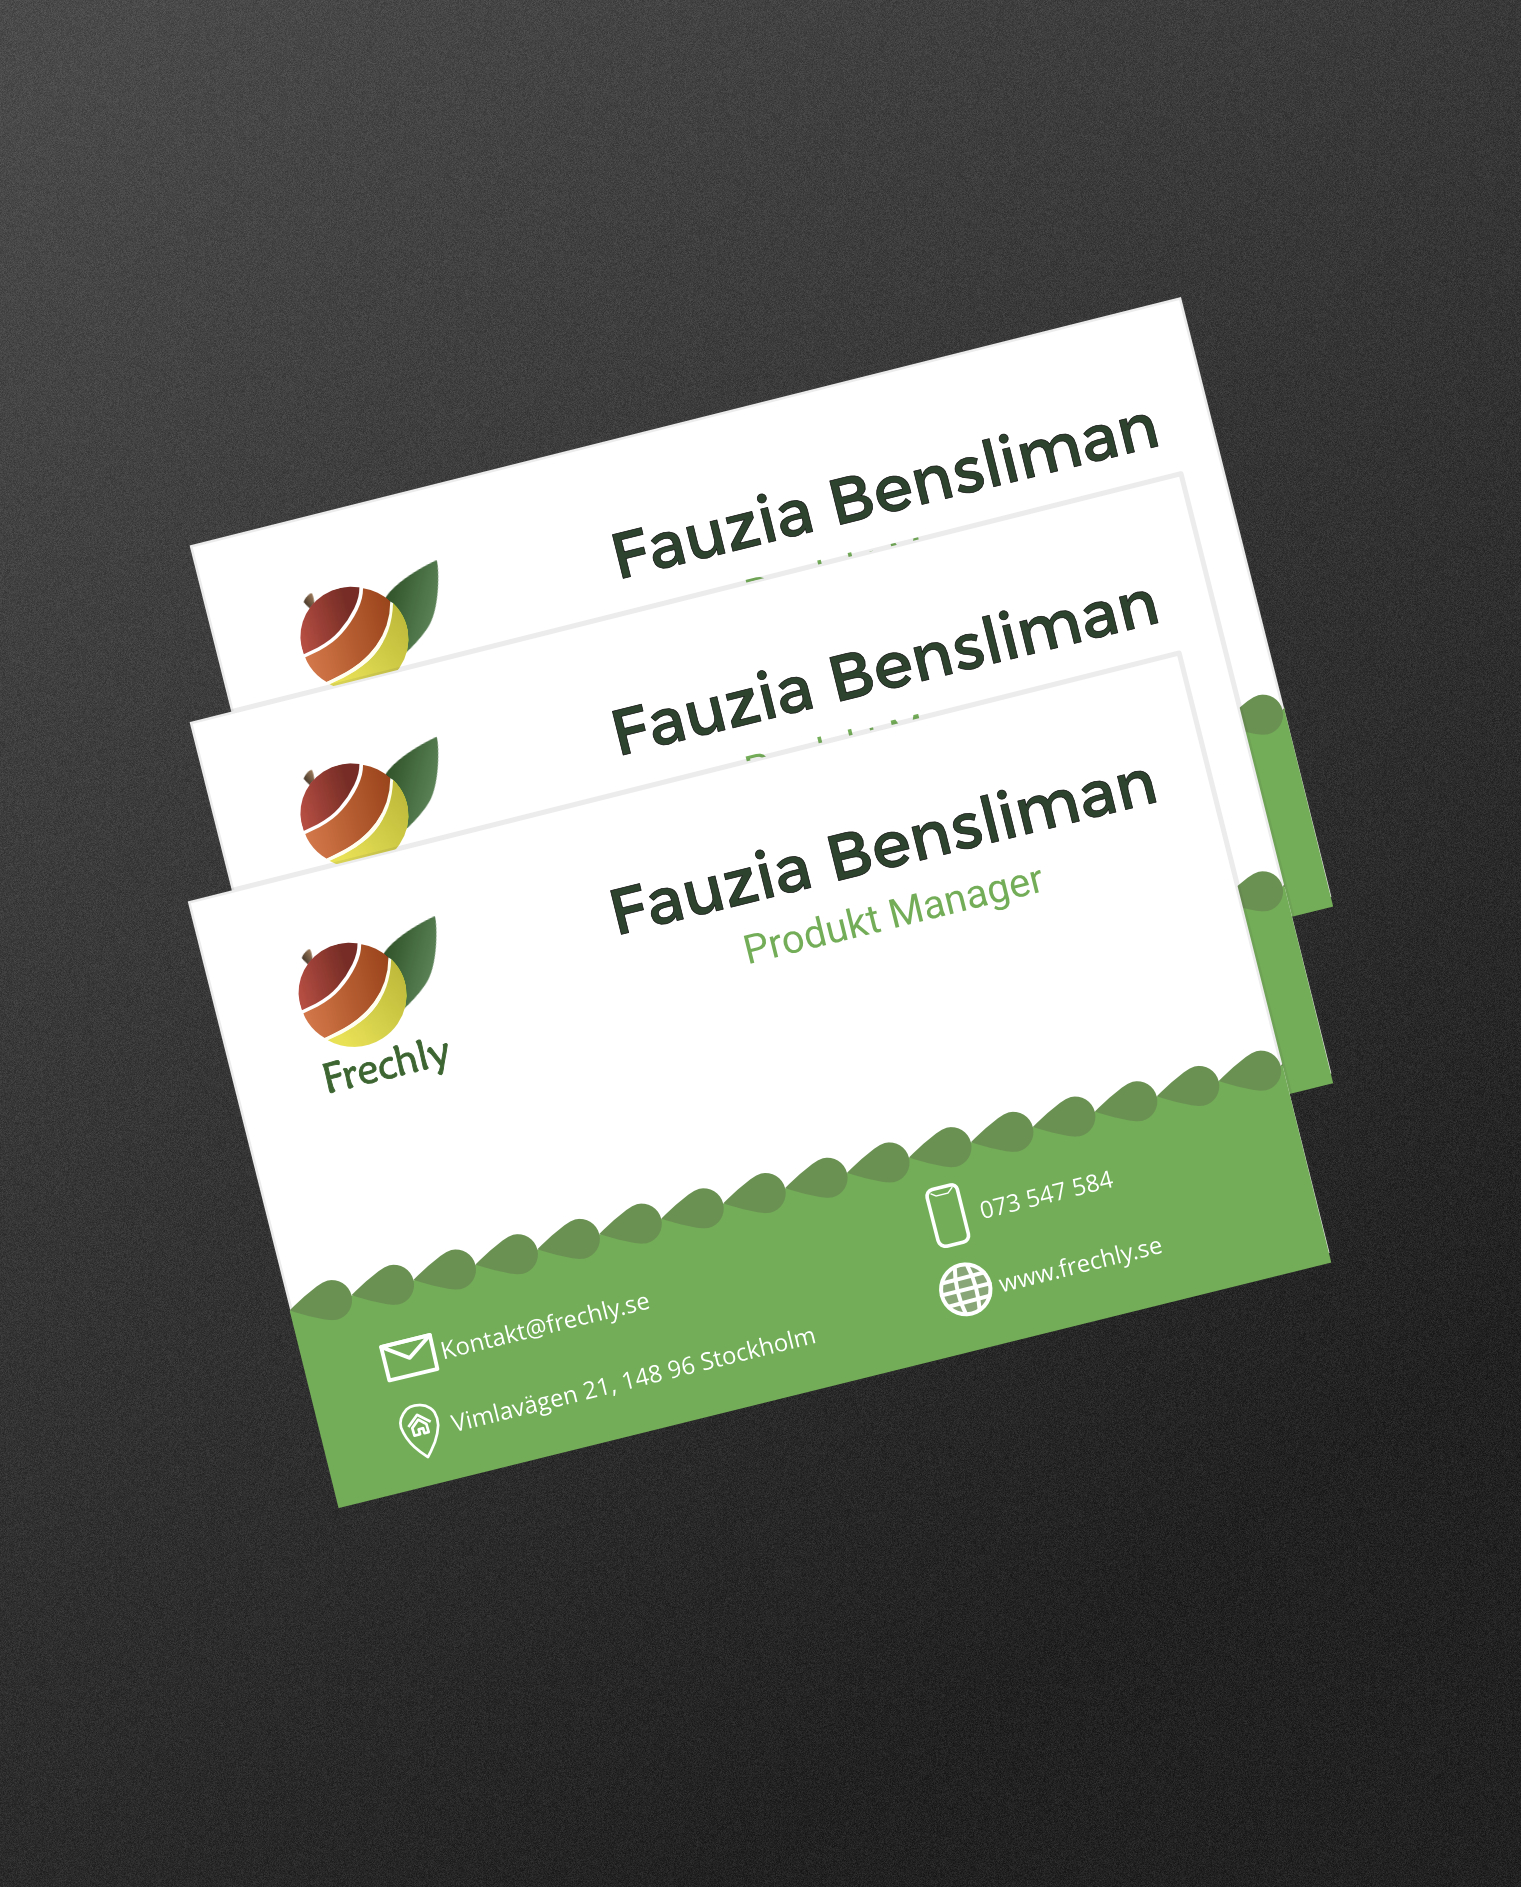 Fauzia Bensliman
Fauzia Bensliman
Fauzia Bensliman
Produkt Manager
Frechly
073 547 584
www.frechly.se
Kontakt@frechly.se
Vimlavägen 21, 148 96 Stockholm